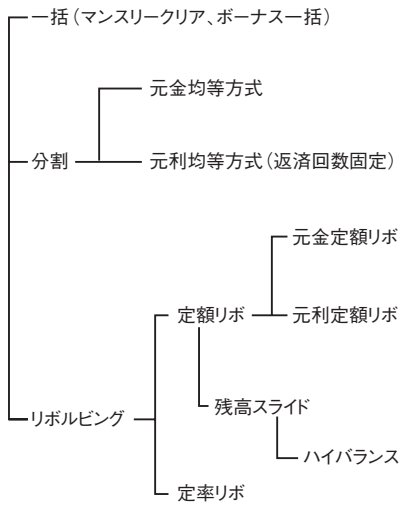 一括（マンスリークリア、ボーナス一括）
元金均等方式
分割
元利均等方式（返済回数固定）
元金定額リボ
定額リボ
元利定額リボ
残高スライド
リボルビング
ハイバランス
定率リボ